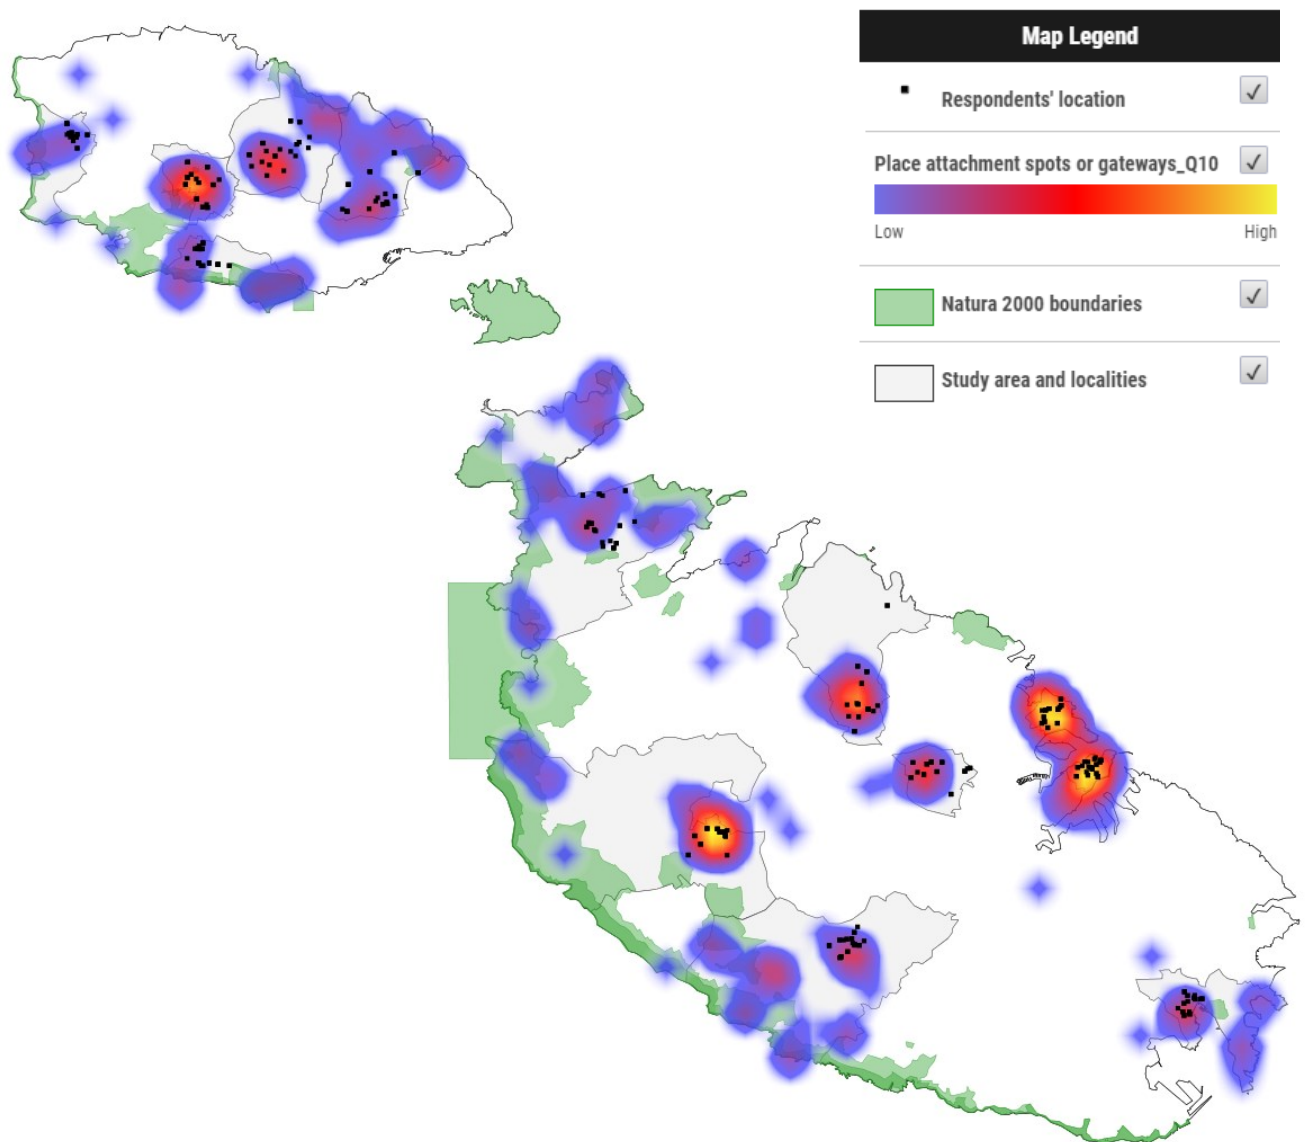 Map Legend
Respondents' location
Place attachment spots or gateways_Q10
Low High
Natura 2000 boundaries
Study area and localities